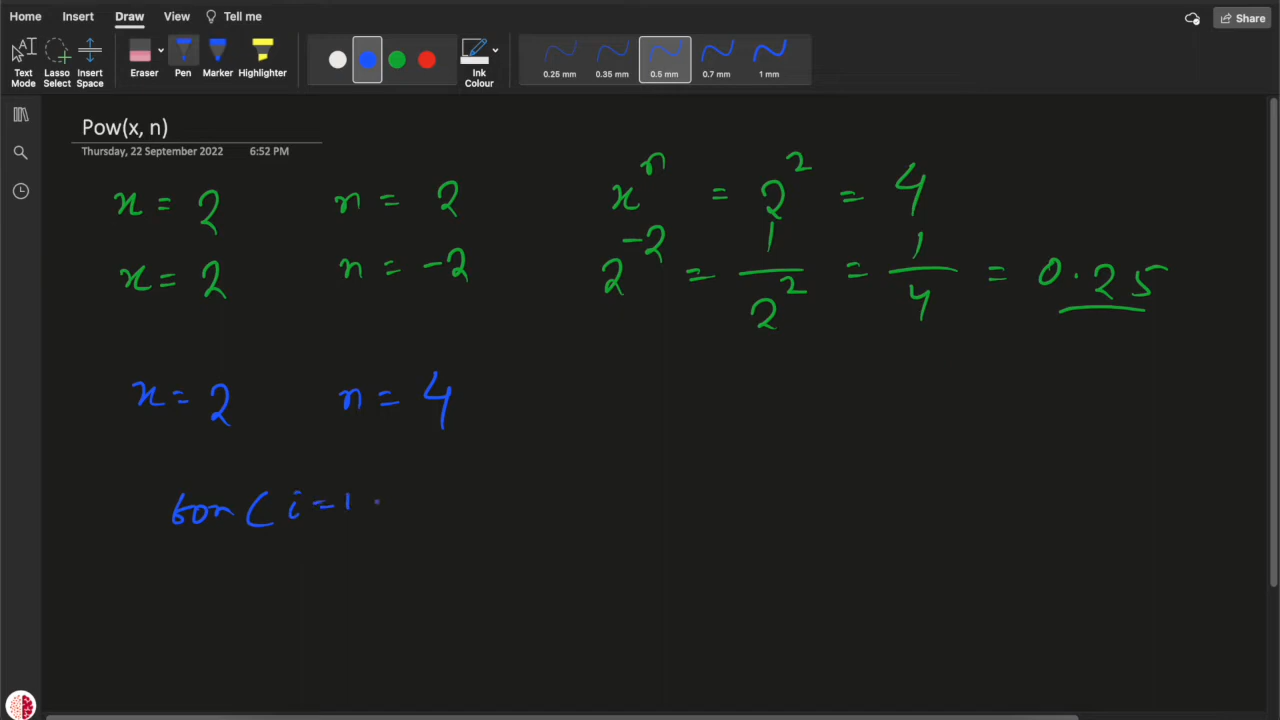 Home Insert Draw View Tell me
Share
Text Mode
Lasso Select
Insert Space
Eraser
Pen
Marker
Highlighter
Ink Colour
0.25 mm
0.35 mm
0.5 mm
0.7 mm
1 mm
Pow(x, n)
Thursday, 22 September 2022 6:52 PM
x = 2 n = 2 x^n = 2^2 = 4
x = 2 n = -2 2^-2 = 1/2^2 = 1/4 = 0.25
x = 2 n = 4
for ( i = 1